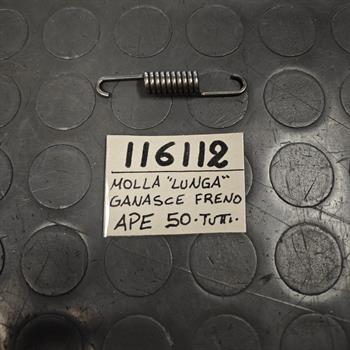 116112
MOLLA "LUNGA"
GANASCE FRENO
APE 50 · TUTTI ·